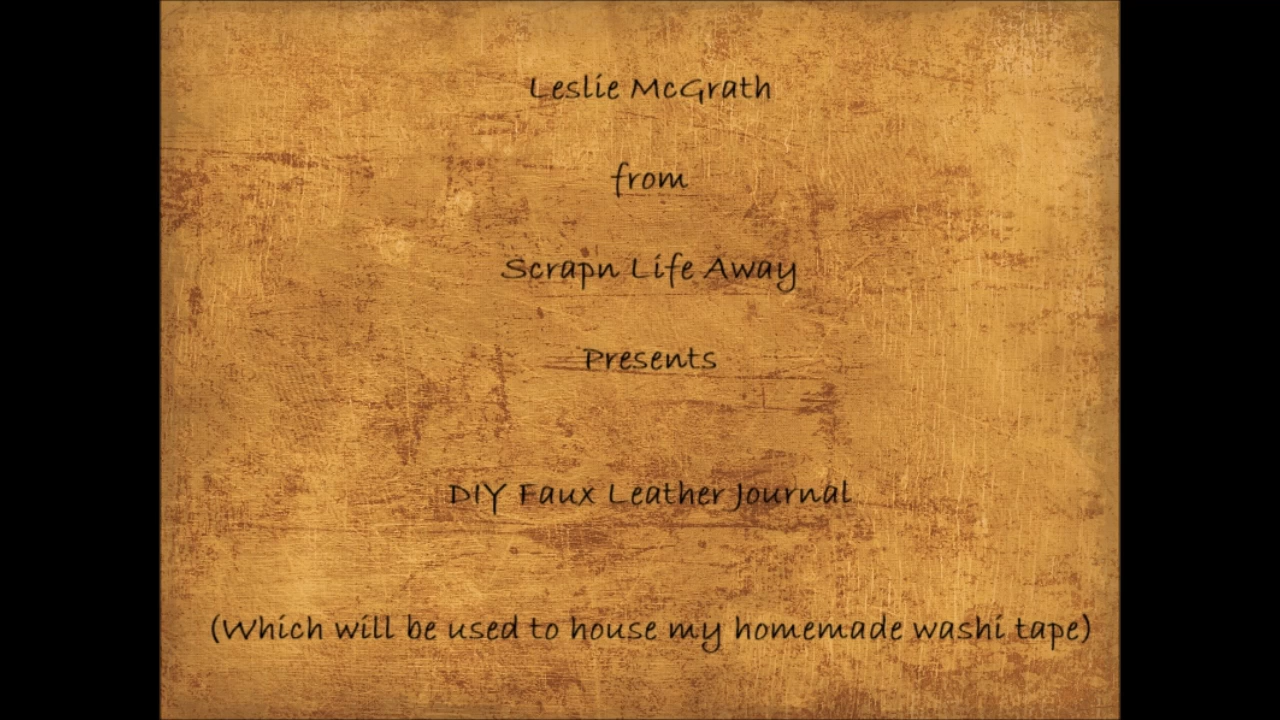 Leslie McGrath
from
Scrapn Life Away
Presents
DIY Faux Leather Journal
(Which will be used to house my homemade washi tape)